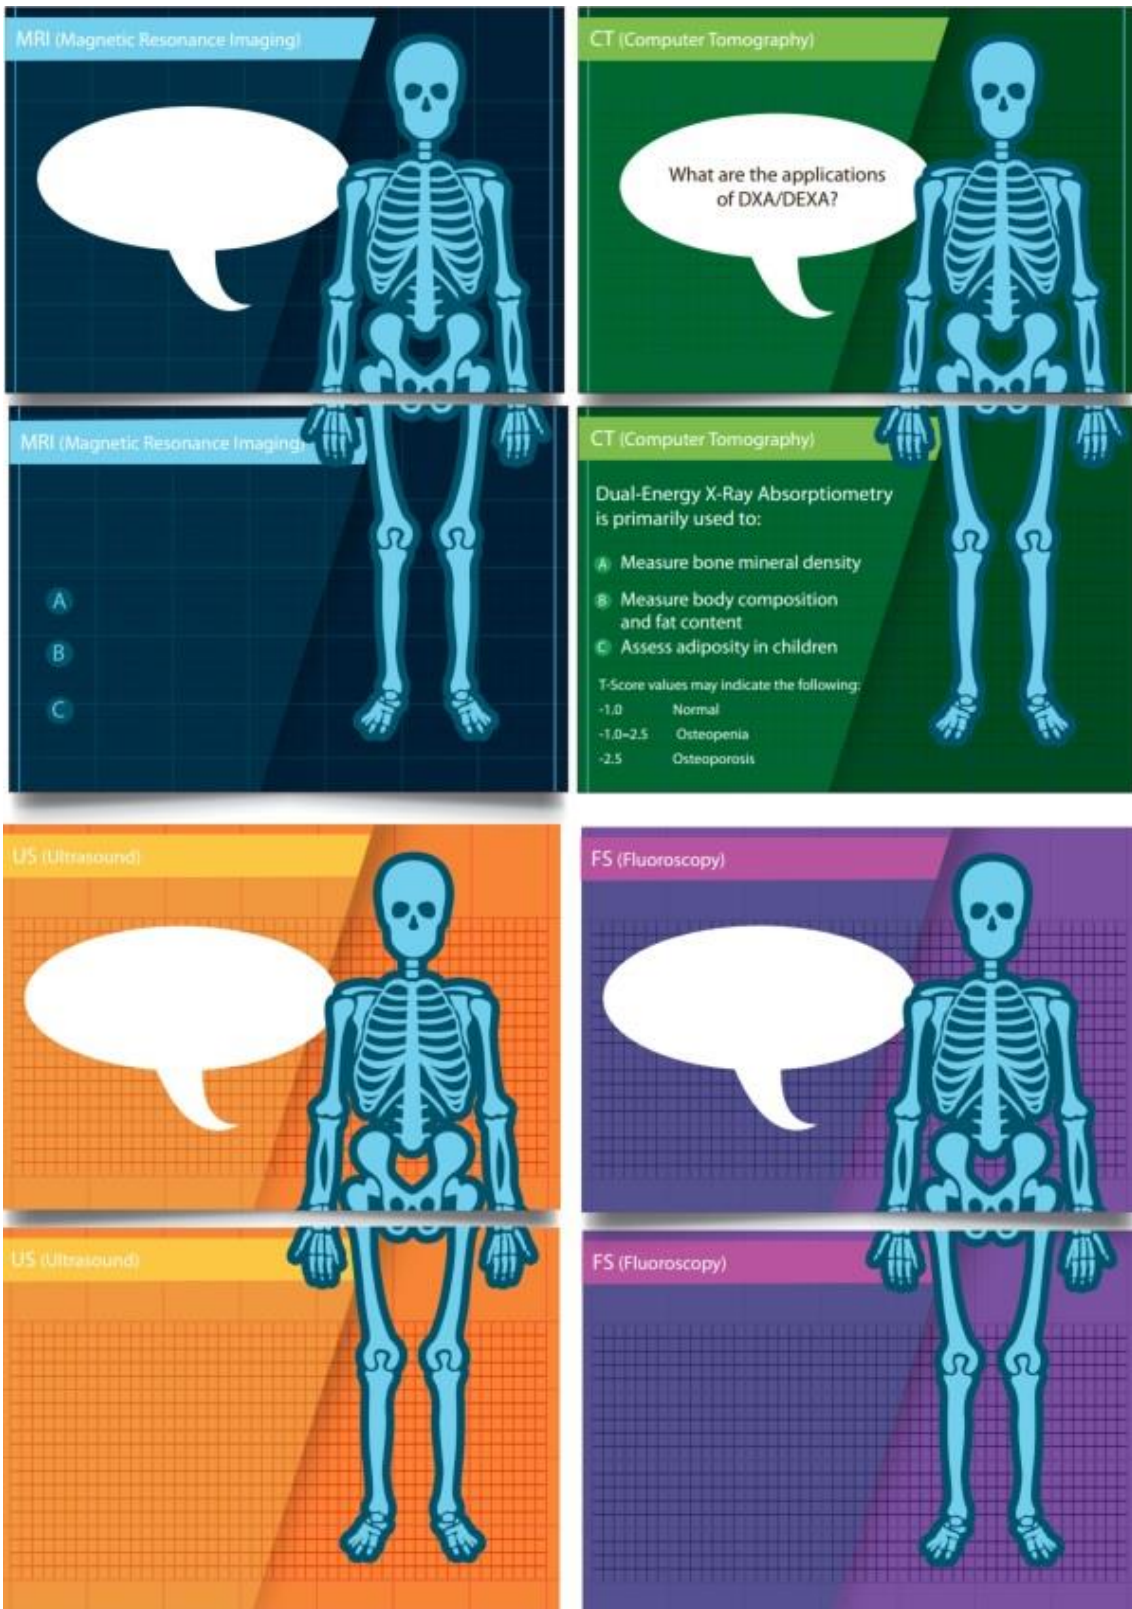 MRI (Magnetic Resonance Imaging)
CT (Computer Tomography)
What are the applications
of DXA/DEXA?
MRI (Magnetic Resonance Imaging)
A
B
C
CT (Computer Tomography)
Dual-Energy X-Ray Absorptiometry
is primarily used to:
A Measure bone mineral density
B Measure body composition
and fat content
C Assess adiposity in children
T-Score values may indicate the following:
-1.0 Normal
-1.0–2.5 Osteopenia
-2.5 Osteoporosis
US (Ultrasound)
FS (Fluoroscopy)
US (Ultrasound)
FS (Fluoroscopy)